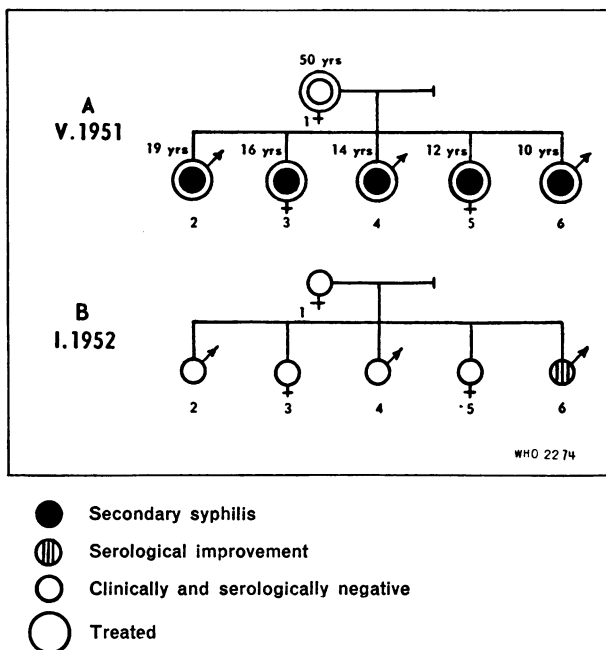 50 yrs
A
V.1951
1
19 yrs 16 yrs 14 yrs 12 yrs 10 yrs
2 3 4 5 6
B
I.1952
1
2 3 4 5 6
WHO 2274
Secondary syphilis
Serological improvement
Clinically and serologically negative
Treated